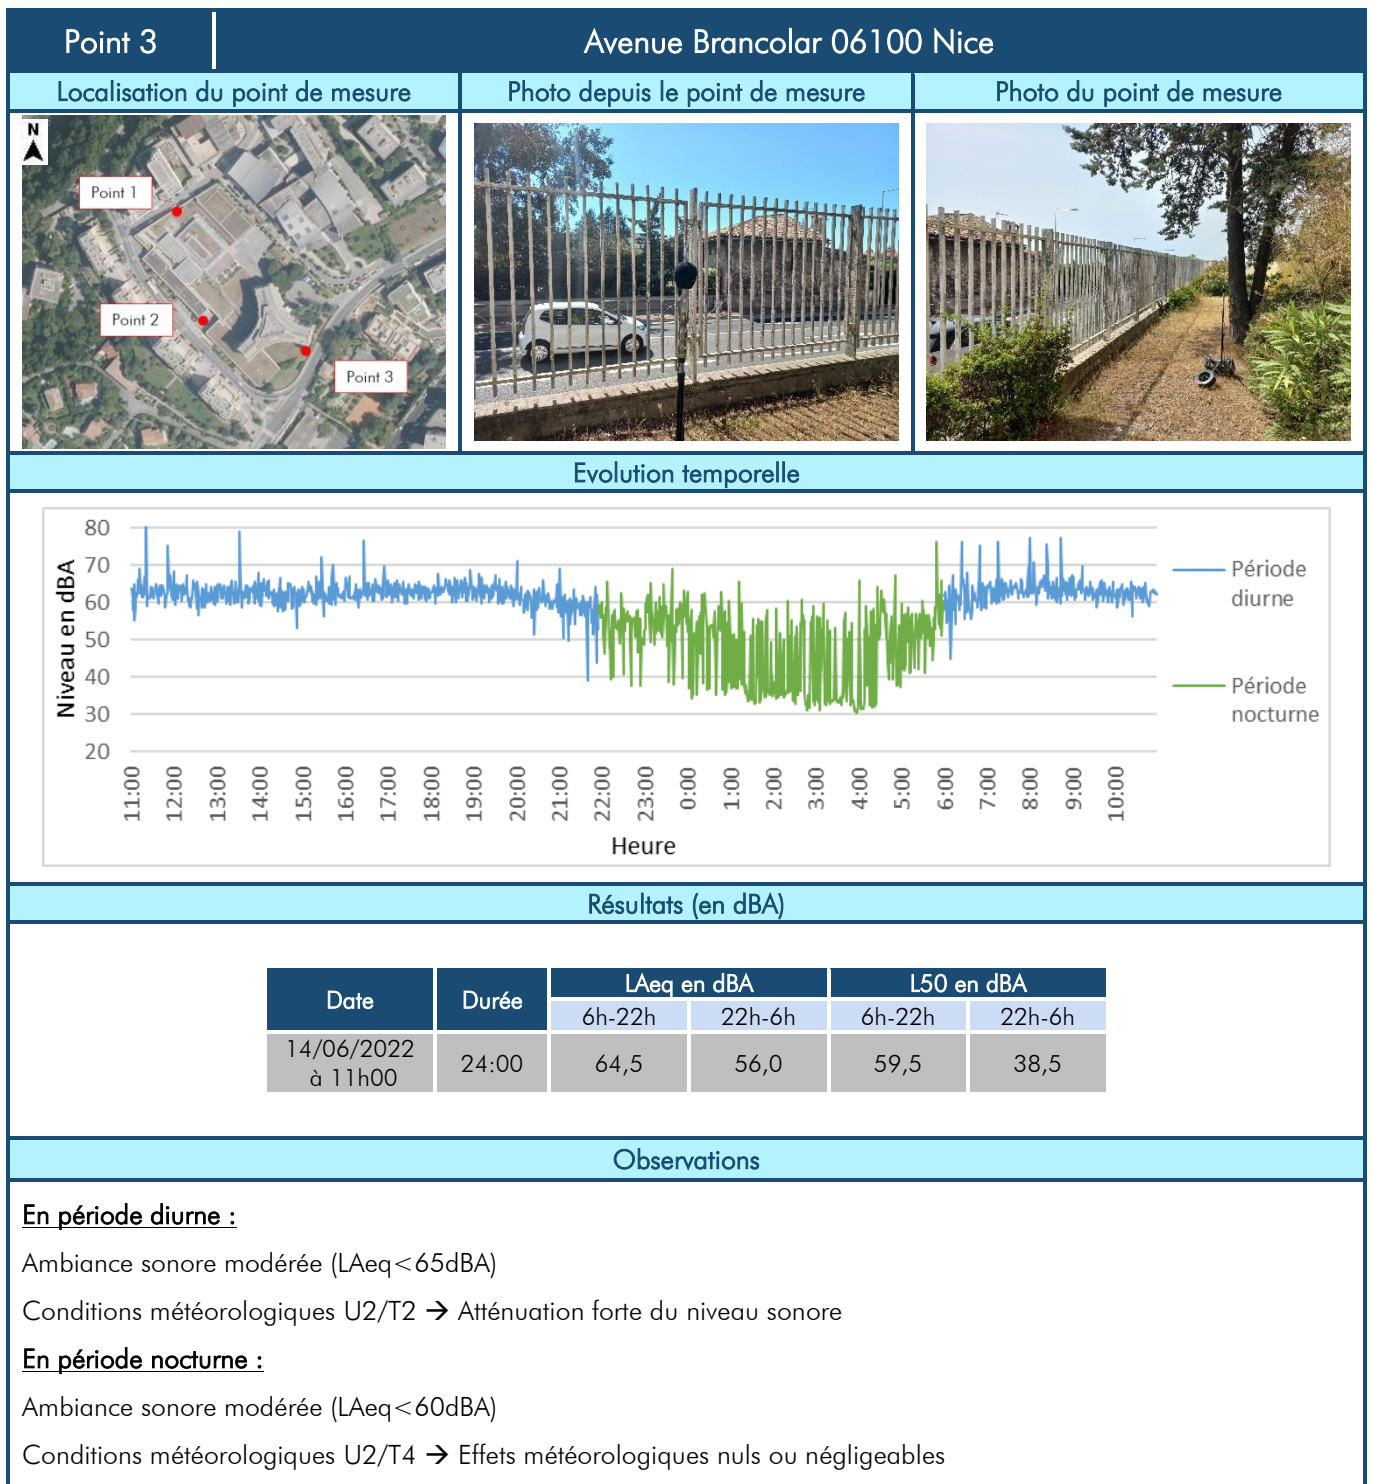 Point 3
Avenue Brancolar 06100 Nice
Localisation du point de mesure
Photo depuis le point de mesure
Photo du point de mesure
N
Point 1
Point 2
Point 3
Evolution temporelle
Niveau en dBA
80
70
60
50
40
30
20
11:00
12:00
13:00
14:00
15:00
16:00
17:00
18:00
19:00
20:00
21:00
22:00
23:00
0:00
1:00
2:00
3:00
4:00
5:00
6:00
7:00
8:00
9:00
10:00
Heure
Période
diurne
Période
nocturne
Résultats (en dBA)
Date
Durée
LAeq en dBA
L50 en dBA
6h-22h
22h-6h
6h-22h
22h-6h
14/06/2022
à 11h00
24:00
64,5
56,0
59,5
38,5
Observations
En période diurne :
Ambiance sonore modérée (LAeq<65dBA)
Conditions météorologiques U2/T2 → Atténuation forte du niveau sonore
En période nocturne :
Ambiance sonore modérée (LAeq<60dBA)
Conditions météorologiques U2/T4 → Effets météorologiques nuls ou négligeables